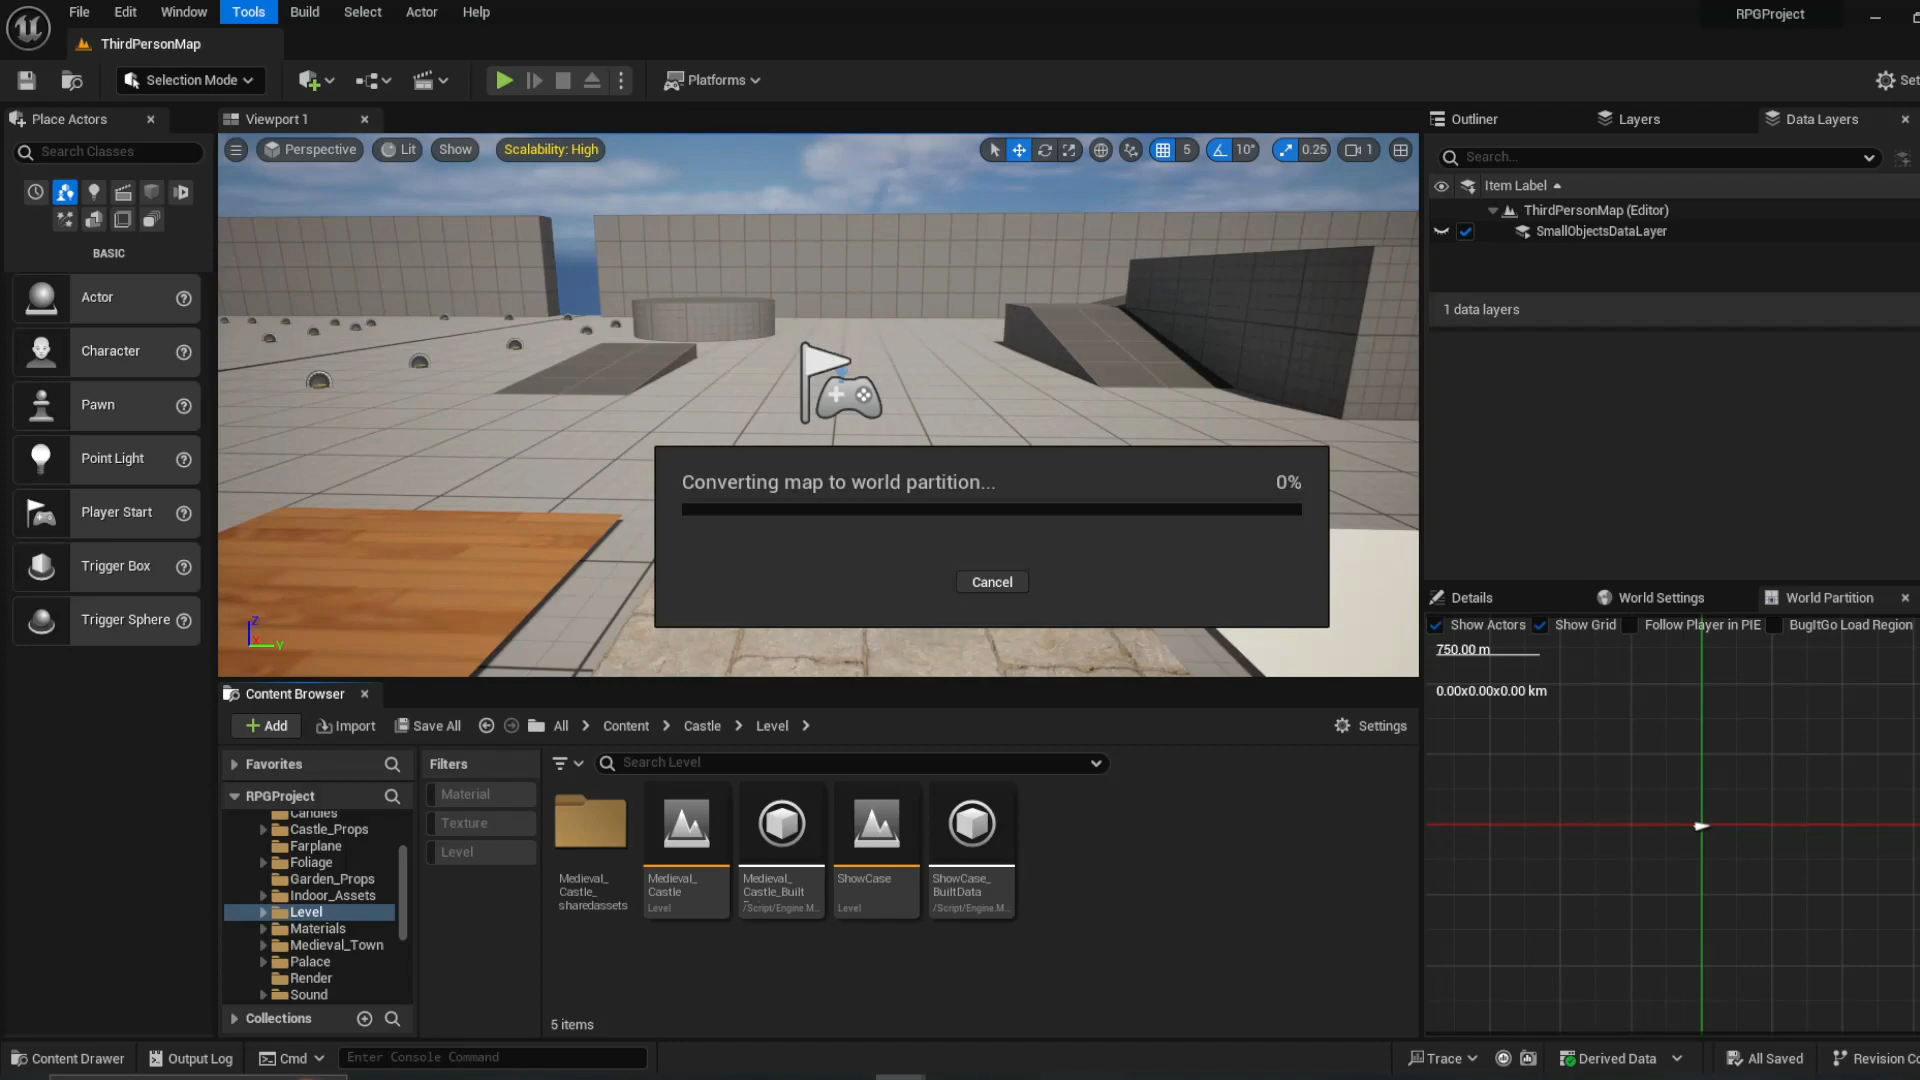 File Edit Window Tools Build Select Actor Help
RPGProject
ThirdPersonMap
Selection Mode
Platforms
Set
Place Actors
Viewport 1
Outliner
Layers
Data Layers
Search Classes
Perspective
Lit
Show
Scalability: High
5
10°
0.25
1
Search...
Item Label
ThirdPersonMap (Editor)
SmallObjectsDataLayer
1 data layers
BASIC
Actor
Character
Pawn
Point Light
Player Start
Trigger Box
Trigger Sphere
Z
X
Y
Converting map to world partition...
0%
Cancel
Details
World Settings
World Partition
Show Actors
Show Grid
Follow Player in PIE
BugItGo Load Region
750.00 m
0.00x0.00x0.00 km
Content Browser
Add
Import
Save All
All
Content
Castle
Level
Settings
Favorites
Filters
Search Level
RPGProject
Candles
Castle_Props
Farplane
Foliage
Garden_Props
Indoor_Assets
Level
Materials
Medieval_Town
Palace
Render
Sound
Collections
Material
Texture
Level
Medieval_
Castle_
sharedassets
Medieval_
Castle
Level
Medieval_
Castle_Built
/Script/Engine.M...
ShowCase
Level
ShowCase_
BuiltData
/Script/Engine.M...
5 items
Content Drawer
Output Log
Cmd
Enter Console Command
Trace
Derived Data
All Saved
Revision Co